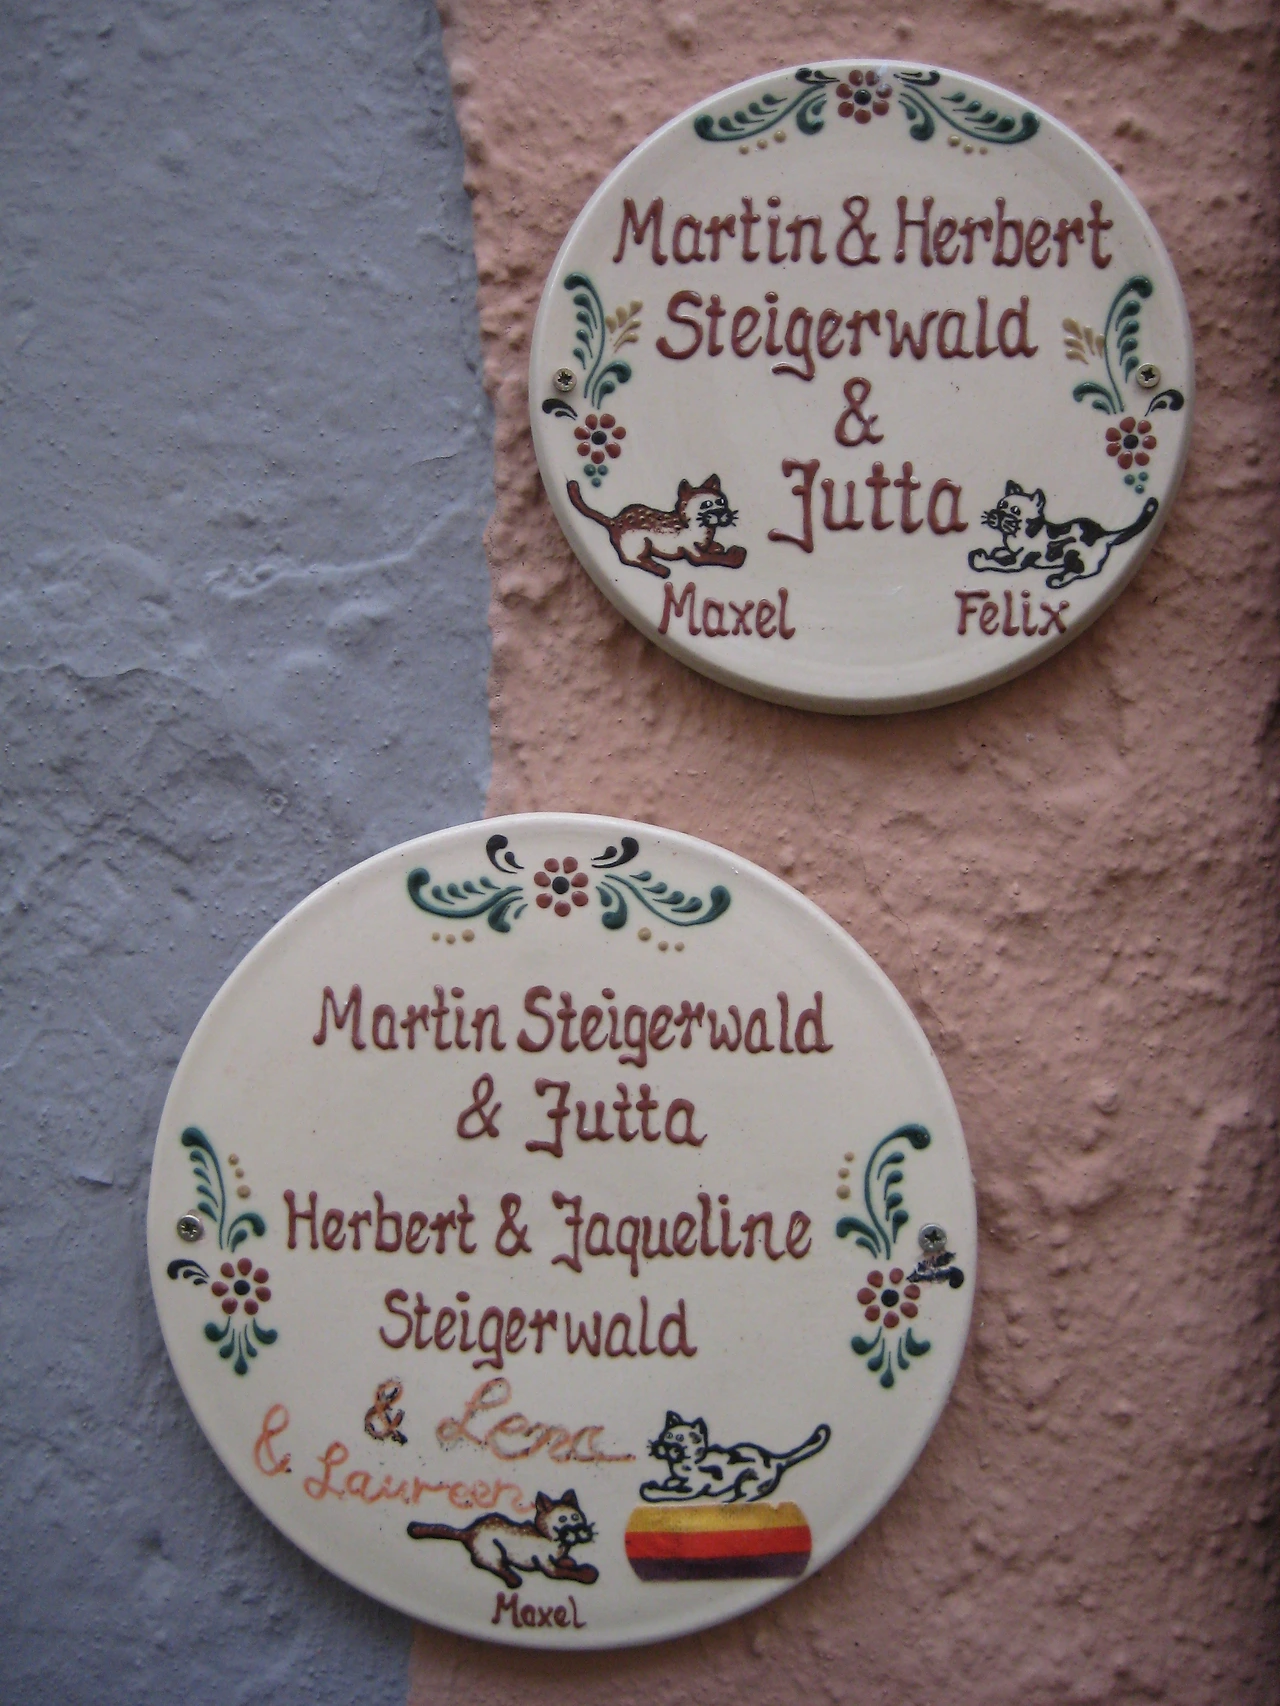 Martin & Herbert
Steigerwald
&
Jutta
Maxel Felix
Martin Steigerwald
& Jutta
Herbert & Jaqueline
Steigerwald
& Lena
& Laureen
Maxel